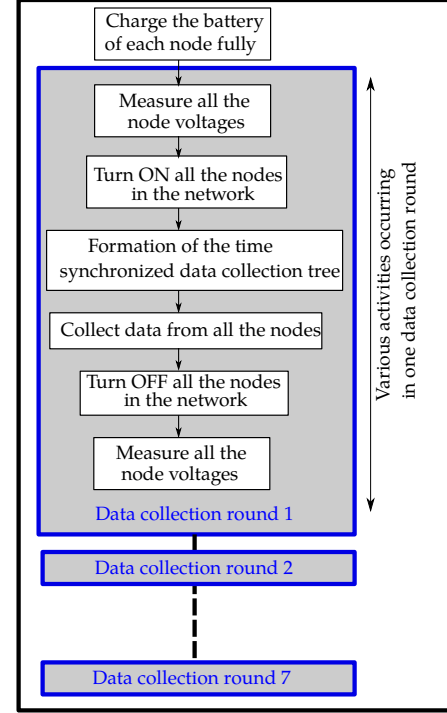 Charge the battery
of each node fully
Measure all the
node voltages
Turn ON all the nodes
in the network
Formation of the time
synchronized data collection tree
Collect data from all the nodes
Turn OFF all the nodes
in the network
Measure all the
node voltages
Data collection round 1
Various activities occurring
in one data collection round
Data collection round 2
Data collection round 7